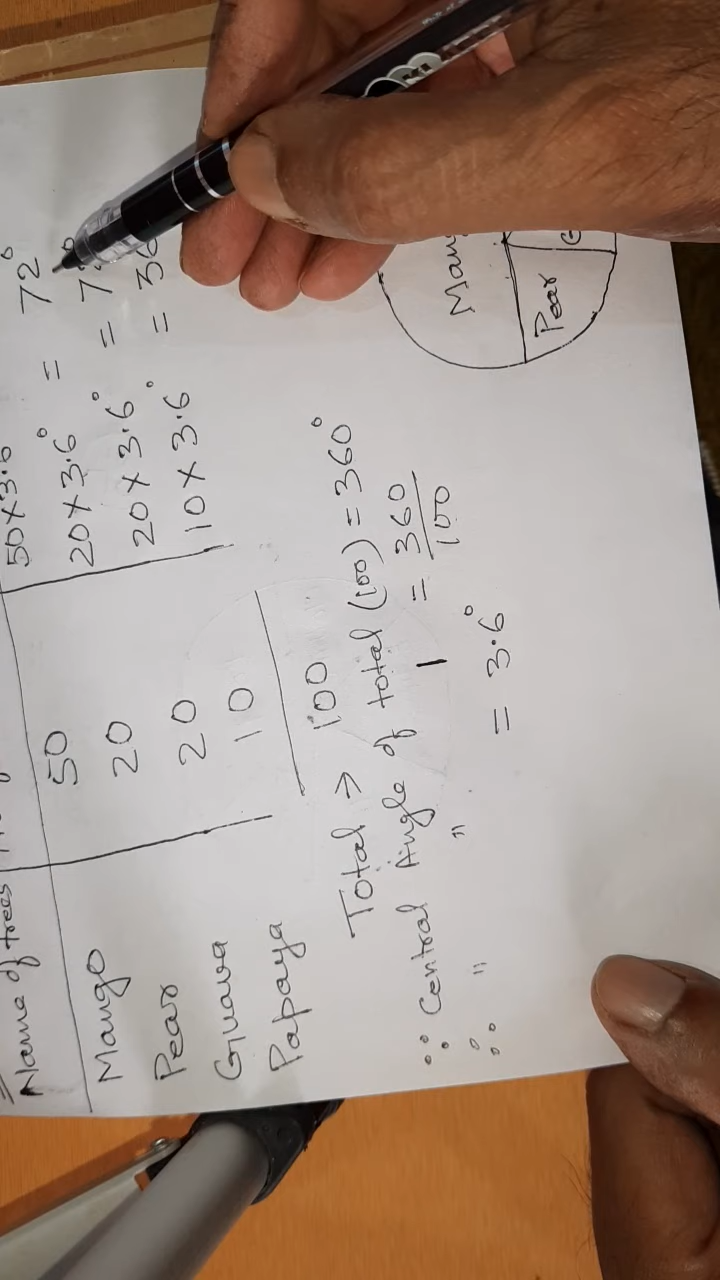 Name of trees
Mango 50 50 X 3.6
Pear 20 20 X 3.6° = 72°
Guava 20 20 X 3.6° = 7
Papaya 10 10 X 3.6° = 36
Total → 100
∴ Central Angle of total (100) = 360°
∴ " " 1 = 360/100
= 3.6°
Man
Pear G